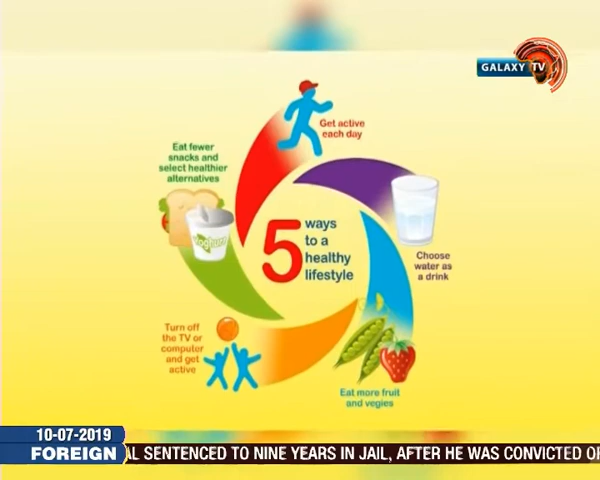 GALAXY TV
Get active
each day
Eat fewer
snacks and
select healthier
alternatives
5
ways
to a
healthy
lifestyle
Yoghurt
Choose
water as
a drink
Turn off
the TV or
computer
and get
active
Eat more fruit
and vegies
10-07-2019
FOREIGN
AL SENTENCED TO NINE YEARS IN JAIL, AFTER HE WAS CONVICTED OF